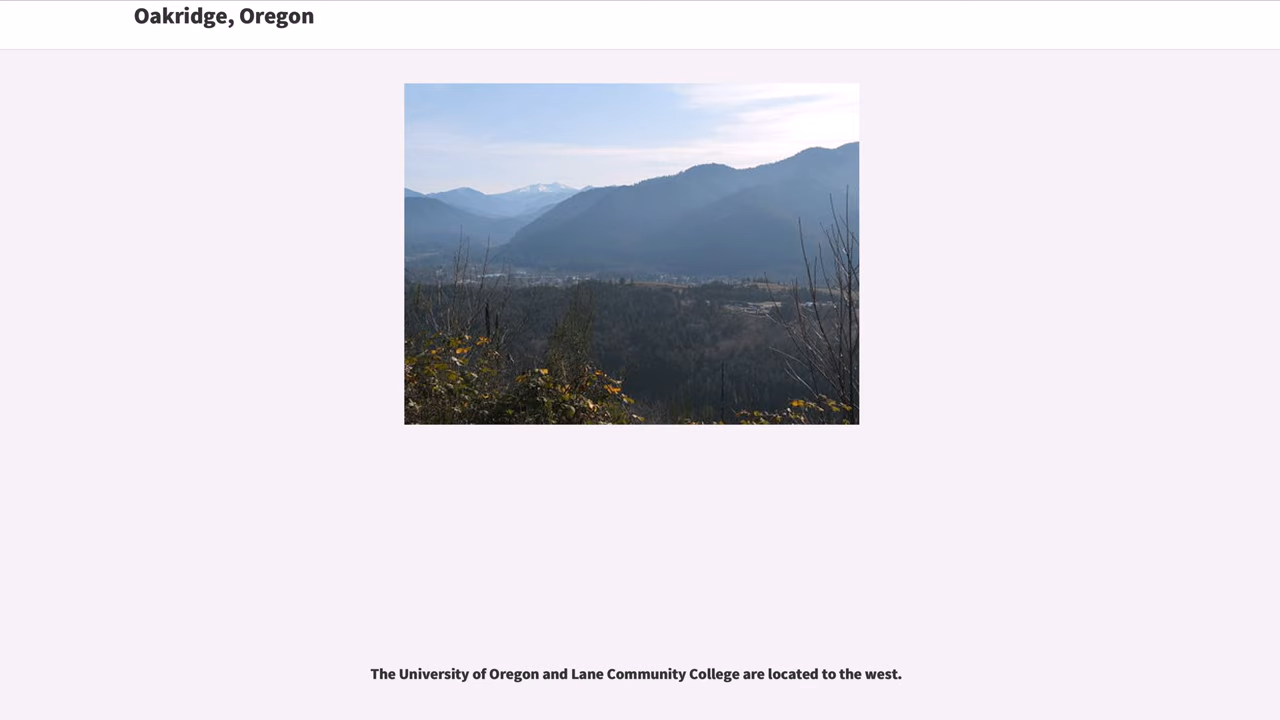 Oakridge, Oregon
The University of Oregon and Lane Community College are located to the west.